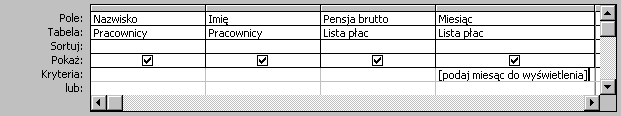 Pole: Nazwisko Imię Pensja brutto Miesiąc
Tabela: Pracownicy Pracownicy Lista płac Lista płac
Sortuj:
Pokaż:
Kryteria: [podaj miesąc do wyświetlenia]
lub: